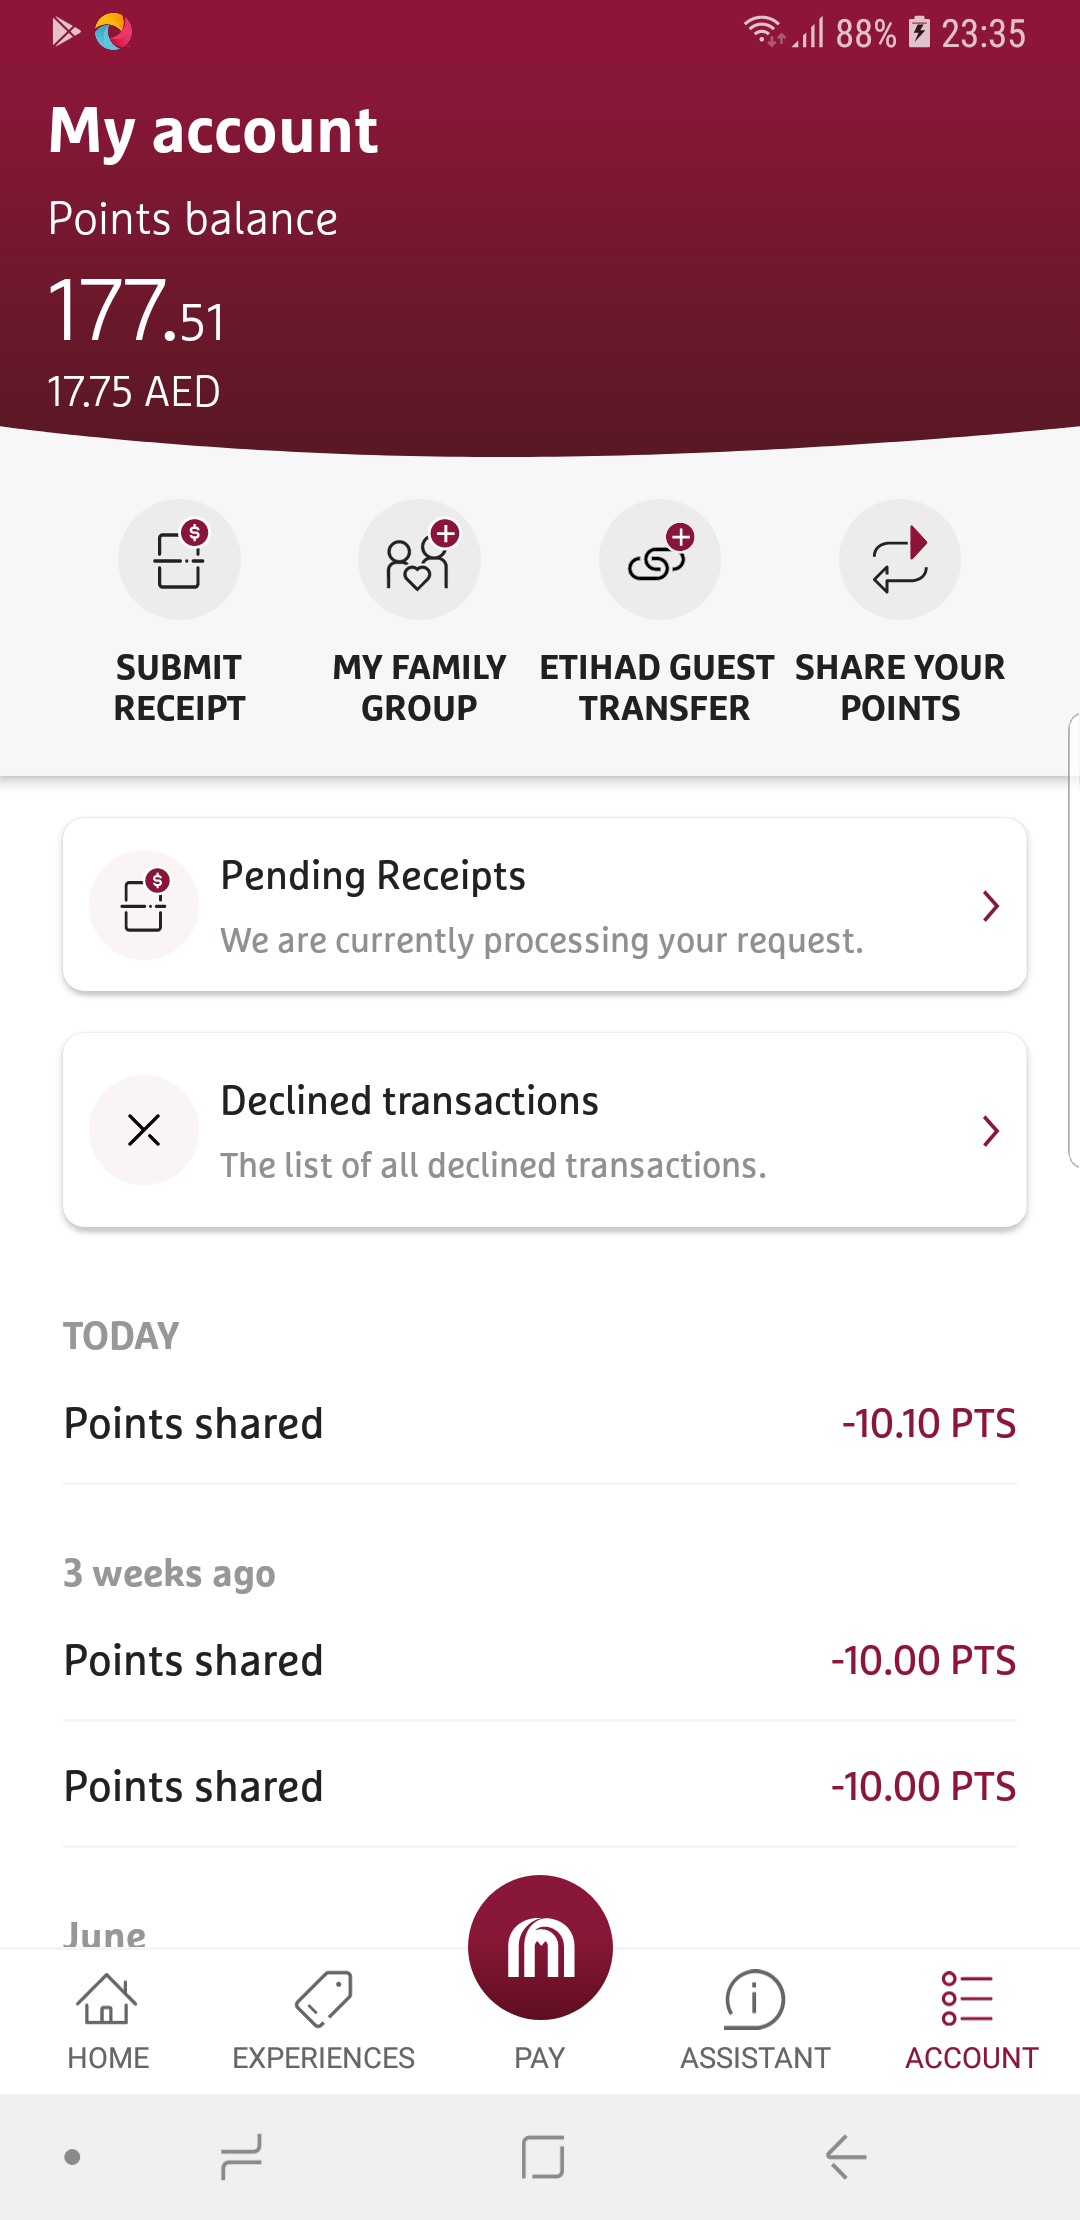 88% 23:35
My account
Points balance
177.51
17.75 AED
SUBMIT RECEIPT
MY FAMILY GROUP
ETIHAD GUEST TRANSFER
SHARE YOUR POINTS
Pending Receipts
We are currently processing your request.
Declined transactions
The list of all declined transactions.
TODAY
Points shared -10.10 PTS
3 weeks ago
Points shared -10.00 PTS
Points shared -10.00 PTS
June
HOME EXPERIENCES PAY ASSISTANT ACCOUNT